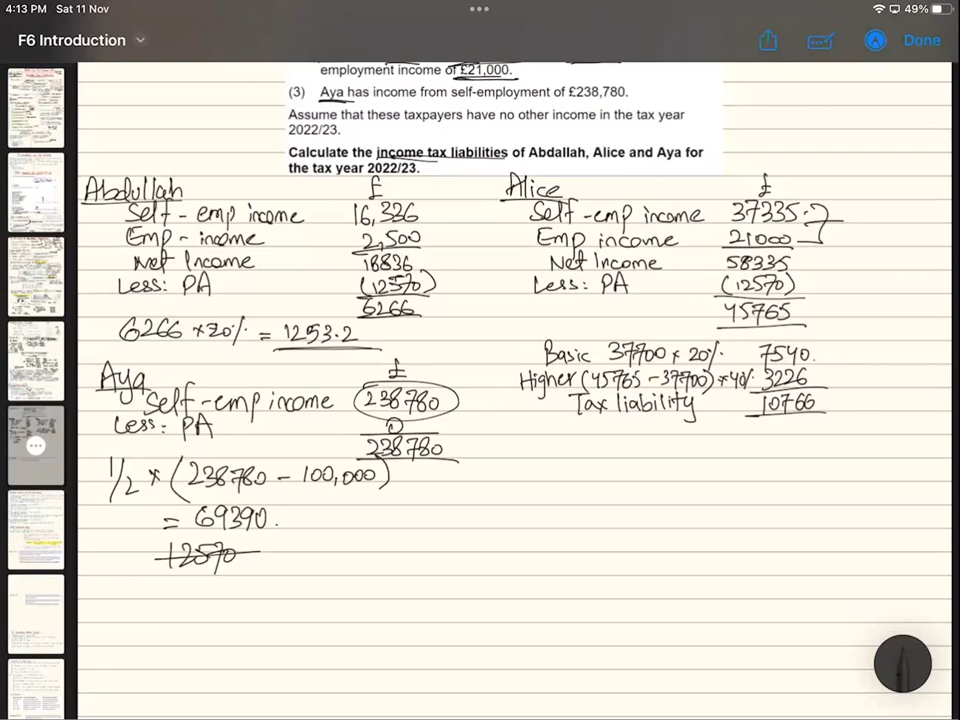 4:13 PM Sat 11 Nov
49%
F6 Introduction
Done
employment income of £21,000.
(3) Aya has income from self-employment of £238,780.
Assume that these taxpayers have no other income in the tax year
2022/23.
Calculate the income tax liabilities of Abdallah, Alice and Aya for
the tax year 2022/23.
Abdullah £
Self-emp income 16,336
Emp-income 2,500
Net Income 18836
Less: PA (12570)
6266
6266 × 20% = 1253.2
Alice £
Self-emp income 37335
Emp income 21000
Net Income 58335
Less: PA (12570)
45765
Basic 37700 × 20% 7540.
Higher (45765 - 37700) × 40% 3226
Tax liability 10766
Aya £
Self-emp income 238780
Less: PA 0
238780
1/2 × (238780 - 100,000)
= 69390.
12570